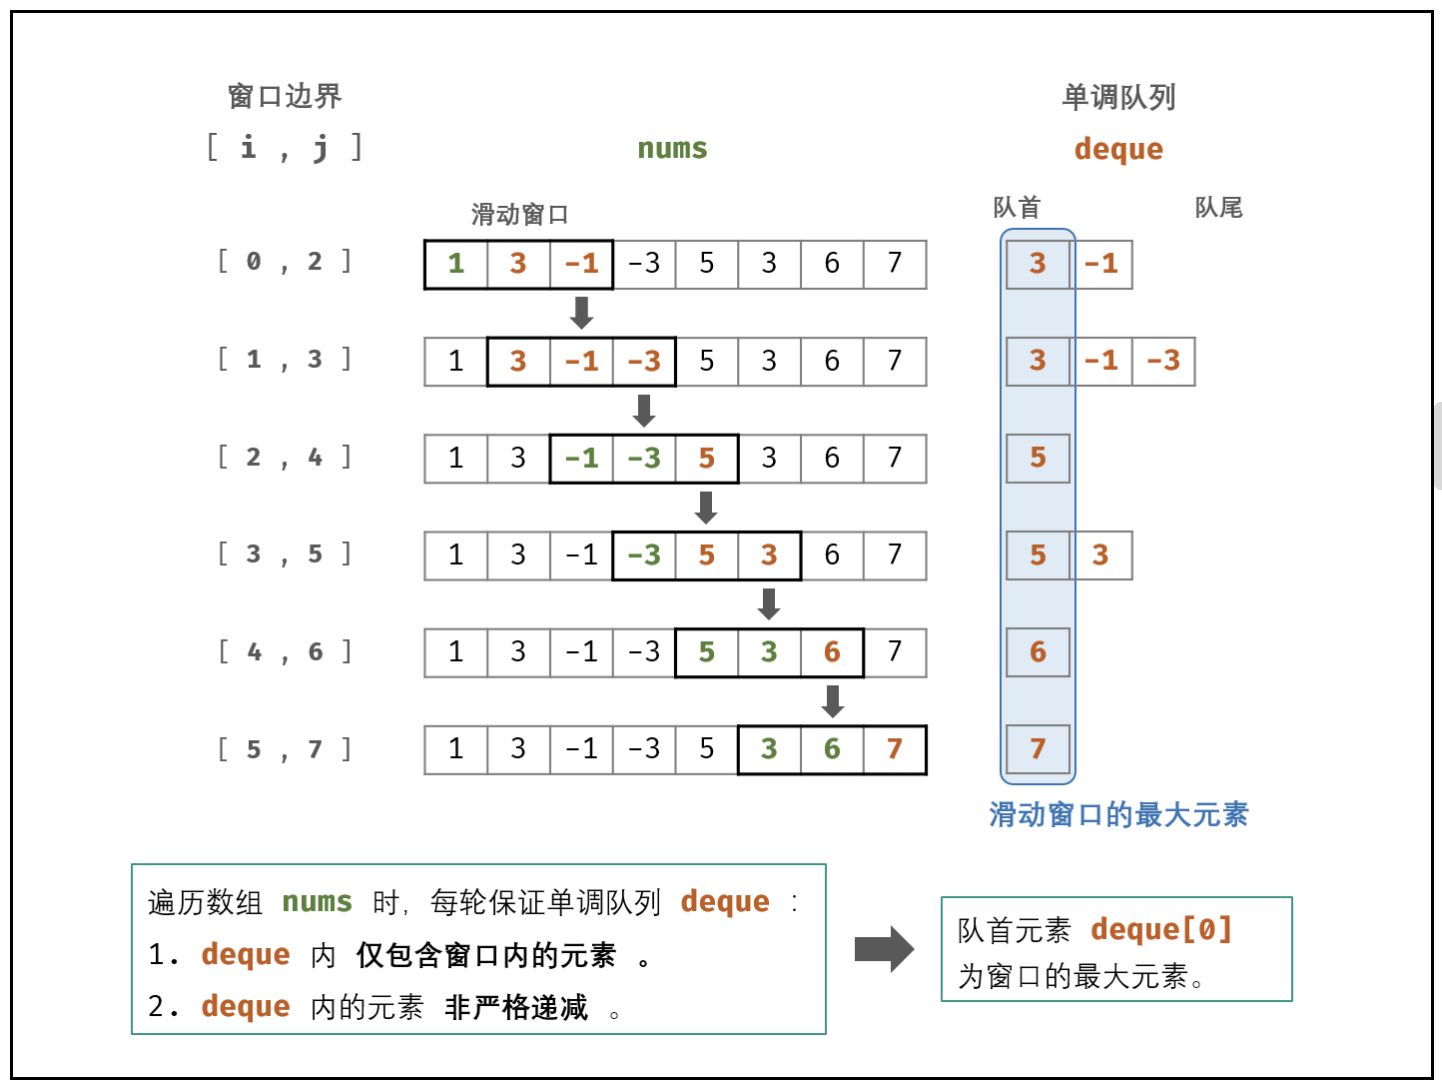 窗口边界
单调队列
[ i , j ]
nums
deque
滑动窗口
队首
队尾
[ 0 , 2 ]
1 3 -1 -3 5 3 6 7
3 -1
[ 1 , 3 ]
1 3 -1 -3 5 3 6 7
3 -1 -3
[ 2 , 4 ]
1 3 -1 -3 5 3 6 7
5
[ 3 , 5 ]
1 3 -1 -3 5 3 6 7
5 3
[ 4 , 6 ]
1 3 -1 -3 5 3 6 7
6
[ 5 , 7 ]
1 3 -1 -3 5 3 6 7
7
滑动窗口的最大元素
遍历数组 nums 时, 每轮保证单调队列 deque :
1. deque 内 仅包含窗口内的元素 。
2. deque 内的元素 非严格递减 。
队首元素 deque[0]
为窗口的最大元素。